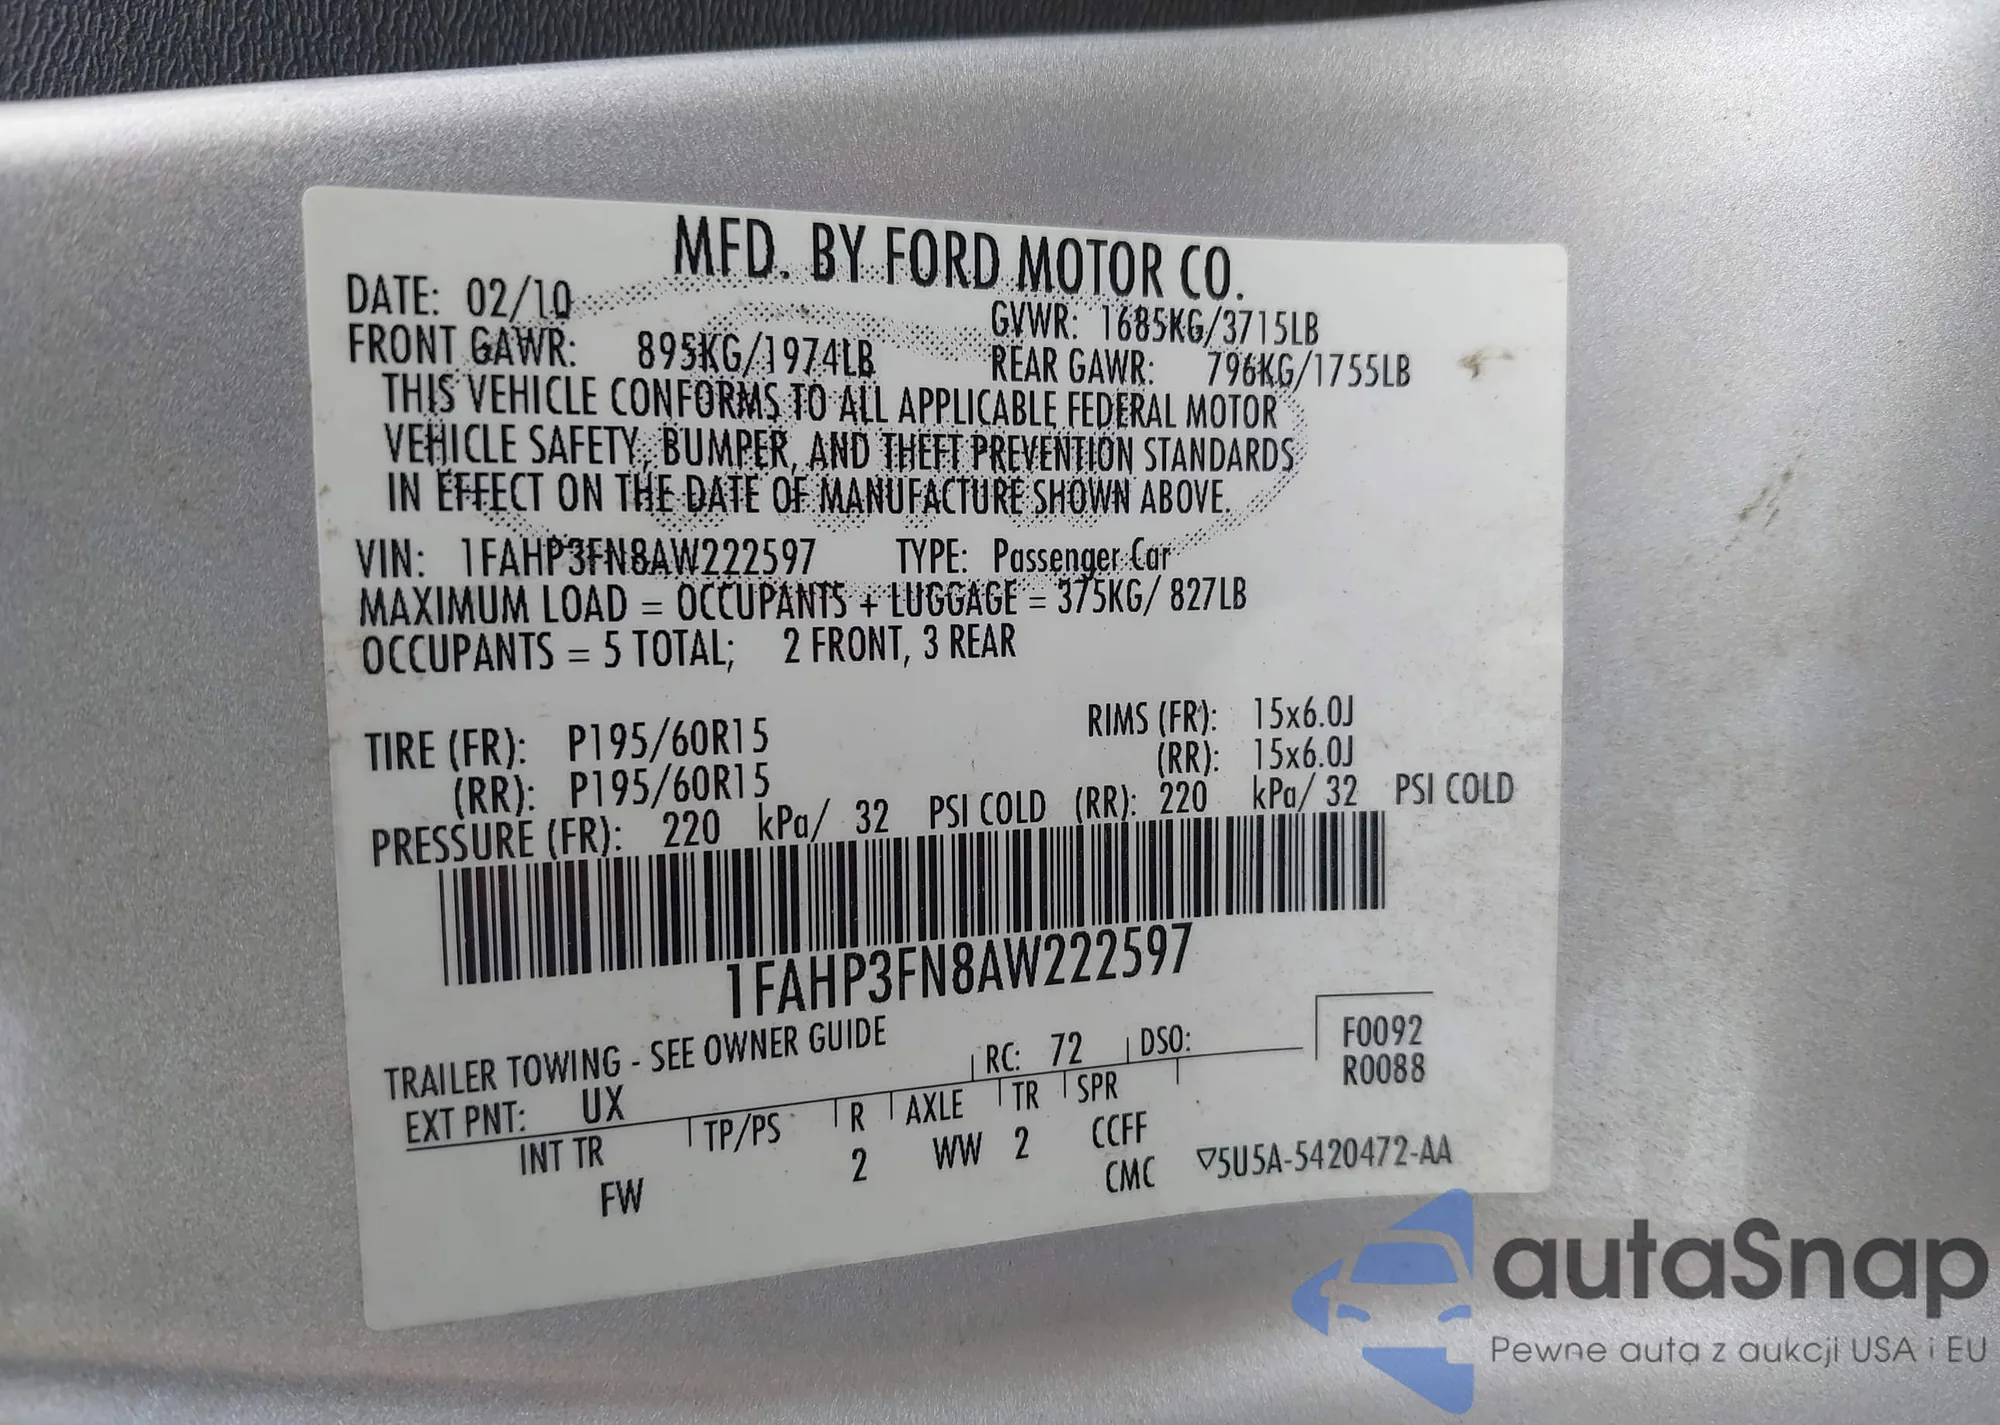 MFD. BY FORD MOTOR CO.
DATE: 02/10
GVWR: 1685KG/3715LB
FRONT GAWR: 895KG/1974LB
REAR GAWR: 796KG/1755LB
THIS VEHICLE CONFORMS TO ALL APPLICABLE FEDERAL MOTOR
VEHICLE SAFETY, BUMPER, AND THEFT PREVENTION STANDARDS
IN EFFECT ON THE DATE OF MANUFACTURE SHOWN ABOVE.
VIN: 1FAHP3FN8AW222597 TYPE: Passenger Car
MAXIMUM LOAD = OCCUPANTS + LUGGAGE = 375KG/ 827LB
OCCUPANTS = 5 TOTAL; 2 FRONT, 3 REAR
TIRE (FR): P195/60R15 RIMS (FR): 15x6.0J
(RR): P195/60R15 (RR): 15x6.0J
PRESSURE (FR): 220 kPa/ 32 PSI COLD (RR): 220 kPa/ 32 PSI COLD
1FAHP3FN8AW222597
TRAILER TOWING - SEE OWNER GUIDE
RC: 72 DSO:
F0092
R0088
EXT PNT: UX
INT TR TP/PS R AXLE TR SPR
FW 2 WW 2 CCFF
CMC
▽5U5A-5420472-AA
autaSnap
Pewne auta z aukcji USA i EU